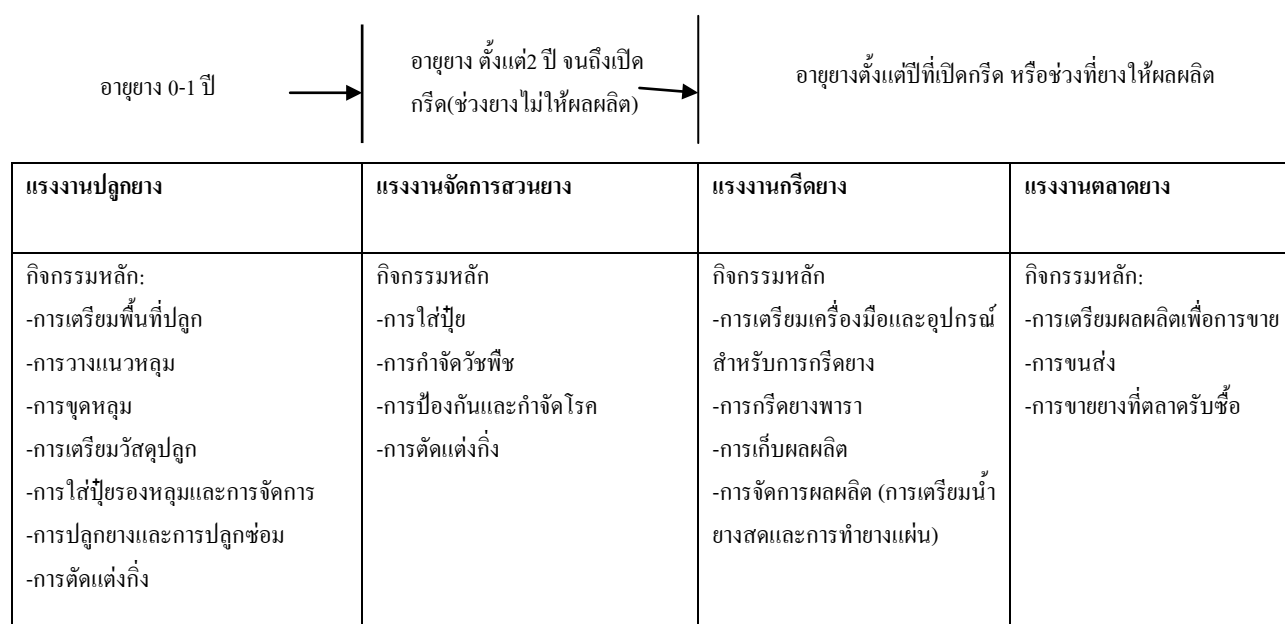 อายุยาง 0-1 ปี
อายุยาง ตั้งแต่2 ปี จนถึงเปิด
กรีด(ช่วงยางไม่ให้ผลผลิต)
อายุยางตั้งแต่ปีที่เปิดกรีด หรือช่วงที่ยางให้ผลผลิต
แรงงานปลูกยาง
กิจกรรมหลัก:
-การเตรียมพื้นที่ปลูก
-การวางแนวหลุม
-การขุดหลุม
-การเตรียมวัสดุปลูก
-การใส่ปุ๋ยรองหลุมและการจัดการ
-การปลูกยางและการปลูกซ่อม
-การตัดแต่งกิ่ง
แรงงานจัดการสวนยาง
กิจกรรมหลัก
-การใส่ปุ๋ย
-การกำจัดวัชพืช
-การป้องกันและกำจัดโรค
-การตัดแต่งกิ่ง
แรงงานกรีดยาง
กิจกรรมหลัก
-การเตรียมเครื่องมือและอุปกรณ์
สำหรับการกรีดยาง
-การกรีดยางพารา
-การเก็บผลผลิต
-การจัดการผลผลิต (การเตรียมน้ำ
ยางสดและการทำยางแผ่น)
แรงงานตลาดยาง
กิจกรรมหลัก:
-การเตรียมผลผลิตเพื่อการขาย
-การขนส่ง
-การขายยางที่ตลาดรับซื้อ